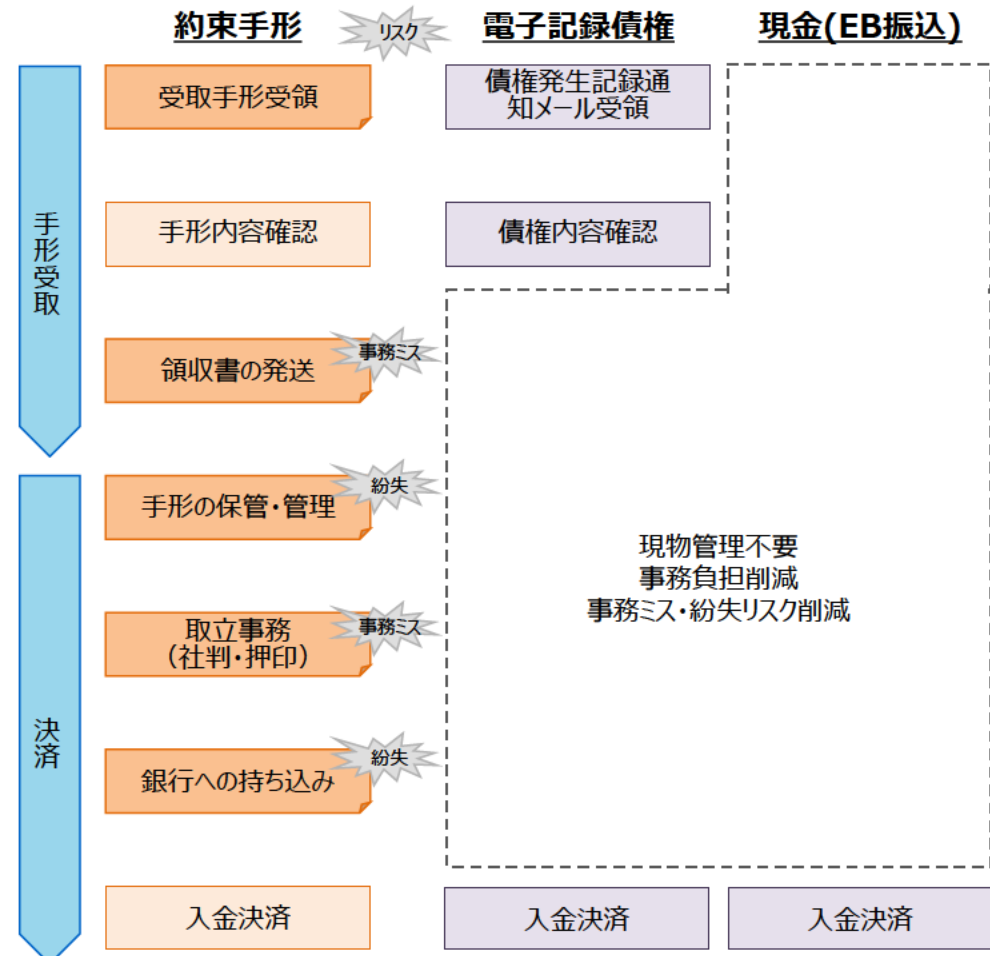 約束手形
リスク
電子記録債権
現金(EB振込)
手形受取
受取手形受領
債権発生記録通
知メール受領
手形内容確認
債権内容確認
領収書の発送
事務ミス
決済
手形の保管・管理
紛失
現物管理不要
事務負担削減
事務ミス・紛失リスク削減
取立事務
(社判・押印)
事務ミス
銀行への持ち込み
紛失
入金決済
入金決済
入金決済